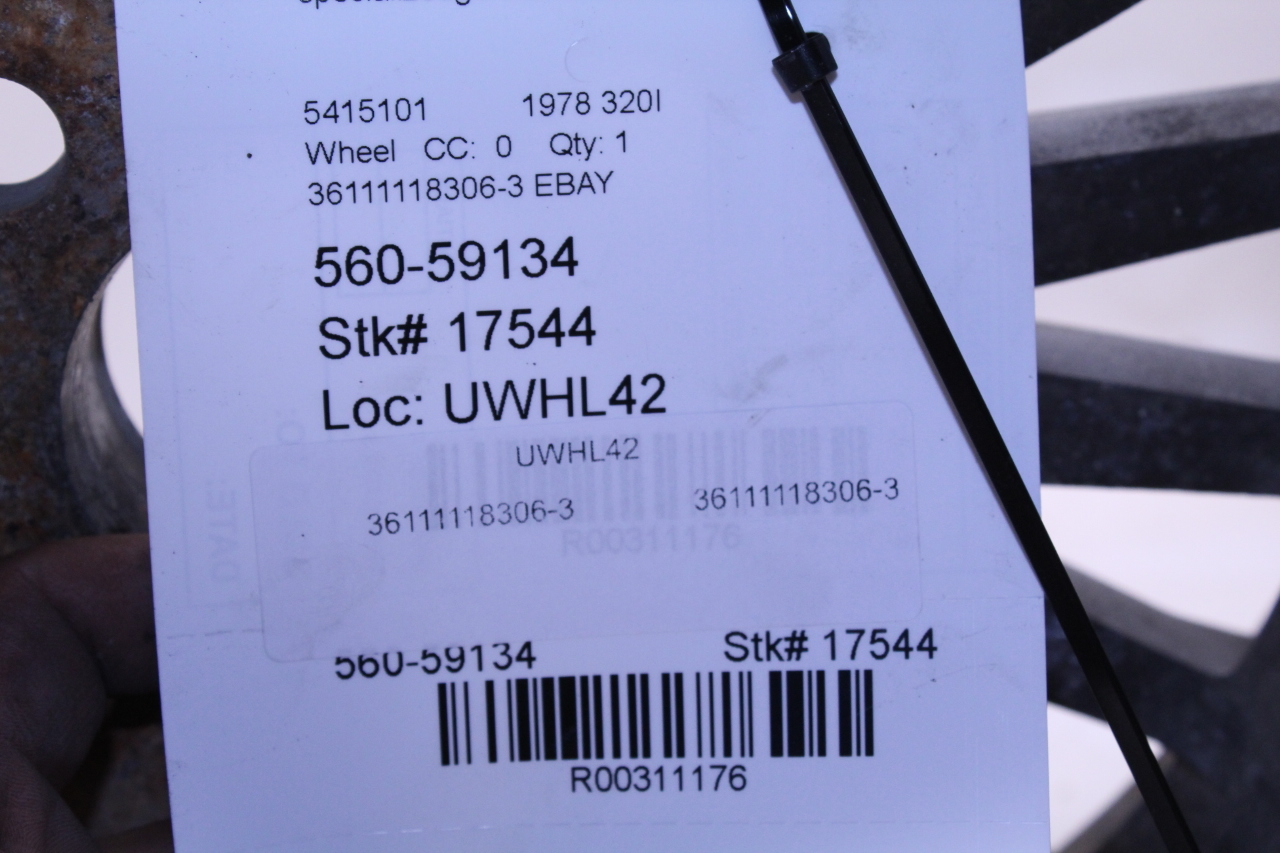 5415101 1978 320I
Wheel CC: 0 Qty: 1
36111118306-3 EBAY
560-59134
Stk# 17544
Loc: UWHL42
UWHL42
36111118306-3 36111118306-3
R00311176
560-59134 Stk# 17544
R00311176